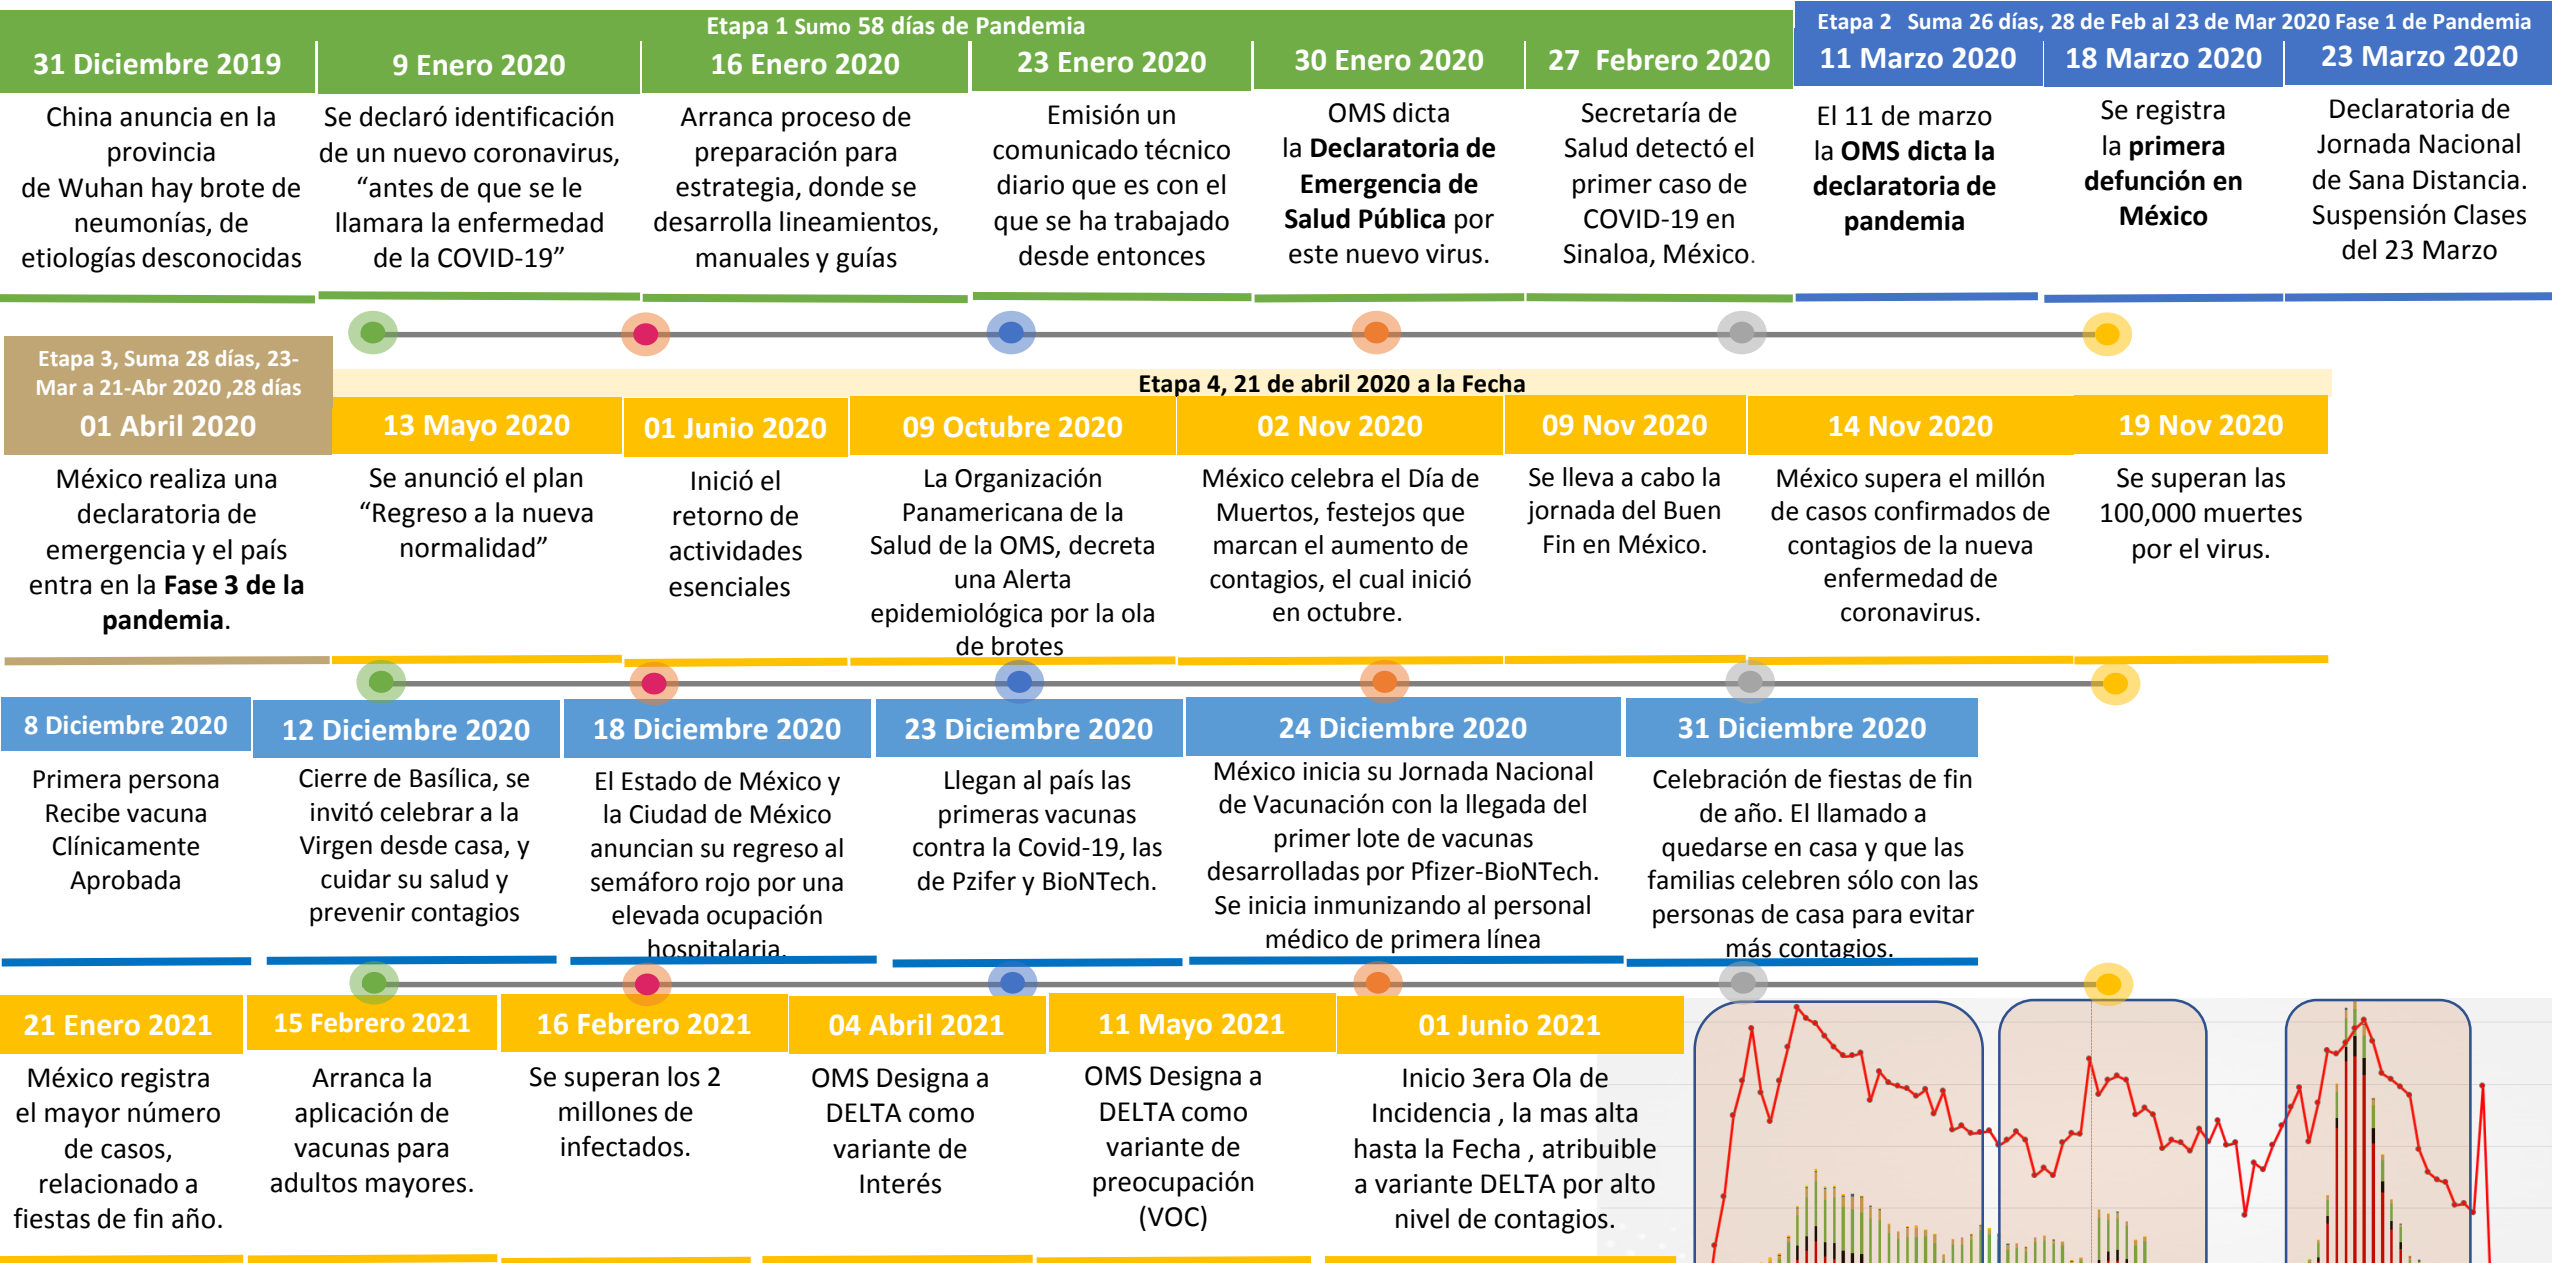 Etapa 1 Sumo 58 días de Pandemia
Etapa 2 Suma 26 días, 28 de Feb al 23 de Mar 2020 Fase 1 de Pandemia
31 Diciembre 2019
China anuncia en la
provincia
de Wuhan hay brote de
neumonías, de
etiologías desconocidas
9 Enero 2020
Se declaró identificación
de un nuevo coronavirus,
“antes de que se le
llamara la enfermedad
de la COVID-19”
16 Enero 2020
Arranca proceso de
preparación para
estrategia, donde se
desarrolla lineamientos,
manuales y guías
23 Enero 2020
Emisión un
comunicado técnico
diario que es con el
que se ha trabajado
desde entonces
30 Enero 2020
OMS dicta
la Declaratoria de
Emergencia de
Salud Pública por
este nuevo virus.
27 Febrero 2020
Secretaría de
Salud detectó el
primer caso de
COVID-19 en
Sinaloa, México.
11 Marzo 2020
El 11 de marzo
la OMS dicta la
declaratoria de
pandemia
18 Marzo 2020
Se registra
la primera
defunción en
México
23 Marzo 2020
Declaratoria de
Jornada Nacional
de Sana Distancia.
Suspensión Clases
del 23 Marzo
Etapa 3, Suma 28 días, 23-
Mar a 21-Abr 2020 ,28 días
01 Abril 2020
México realiza una
declaratoria de
emergencia y el país
entra en la Fase 3 de la
pandemia.
Etapa 4, 21 de abril 2020 a la Fecha
13 Mayo 2020
Se anunció el plan
“Regreso a la nueva
normalidad”
01 Junio 2020
Inició el
retorno de
actividades
esenciales
09 Octubre 2020
La Organización
Panamericana de la
Salud de la OMS, decreta
una Alerta
epidemiológica por la ola
de brotes
02 Nov 2020
México celebra el Día de
Muertos, festejos que
marcan el aumento de
contagios, el cual inició
en octubre.
09 Nov 2020
Se lleva a cabo la
jornada del Buen
Fin en México.
14 Nov 2020
México supera el millón
de casos confirmados de
contagios de la nueva
enfermedad de
coronavirus.
19 Nov 2020
Se superan las
100,000 muertes
por el virus.
8 Diciembre 2020
Primera persona
Recibe vacuna
Clínicamente
Aprobada
12 Diciembre 2020
Cierre de Basílica, se
invitó celebrar a la
Virgen desde casa, y
cuidar su salud y
prevenir contagios
18 Diciembre 2020
El Estado de México y
la Ciudad de México
anuncian su regreso al
semáforo rojo por una
elevada ocupación
hospitalaria.
23 Diciembre 2020
Llegan al país las
primeras vacunas
contra la Covid-19, las
de Pzifer y BioNTech.
24 Diciembre 2020
México inicia su Jornada Nacional
de Vacunación con la llegada del
primer lote de vacunas
desarrolladas por Pfizer-BioNTech.
Se inicia inmunizando al personal
médico de primera línea
31 Diciembre 2020
Celebración de fiestas de fin
de año. El llamado a
quedarse en casa y que las
familias celebren sólo con las
personas de casa para evitar
más contagios.
21 Enero 2021
México registra
el mayor número
de casos,
relacionado a
fiestas de fin año.
15 Febrero 2021
Arranca la
aplicación de
vacunas para
adultos mayores.
16 Febrero 2021
Se superan los 2
millones de
infectados.
04 Abril 2021
OMS Designa a
DELTA como
variante de
Interés
11 Mayo 2021
OMS Designa a
DELTA como
variante de
preocupación
(VOC)
01 Junio 2021
Inicio 3era Ola de
Incidencia , la mas alta
hasta la Fecha , atribuible
a variante DELTA por alto
nivel de contagios.